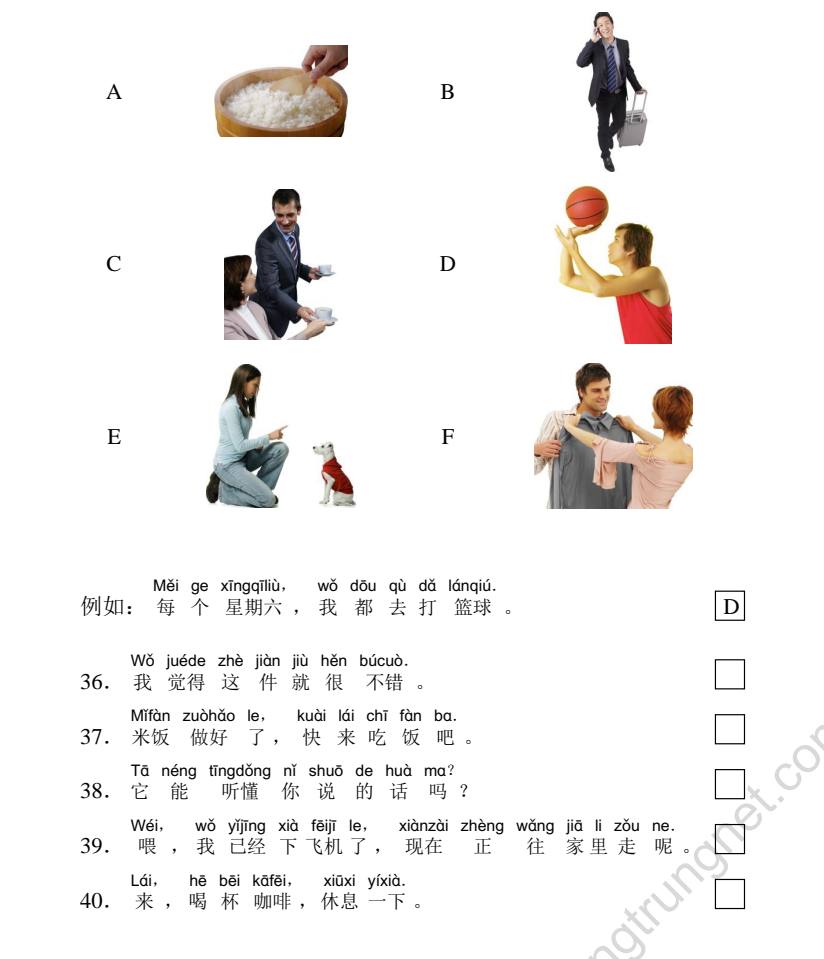 A B
C D
E F
Měi ge xīngqīliù, wǒ dōu qù dǎ lánqiú.
例如: 每个星期六,我都去打篮球。 D
Wǒ juéde zhè jiàn jiù hěn búcuò.
36. 我觉得这件就很不错。
Mǐfàn zuòhǎo le, kuài lái chī fàn ba.
37. 米饭做好了,快来吃饭吧。
Tā néng tīngdǒng nǐ shuō de huà ma?
38. 它能听懂你说的话吗?
Wéi, wǒ yǐjīng xià fēijī le, xiànzài zhèng wǎng jiā li zǒu ne.
39. 喂,我已经下飞机了,现在正往家里走呢。
Lái, hē bēi kāfēi, xiūxi yíxià.
40. 来,喝杯咖啡,休息一下。
ngtrungnet.com